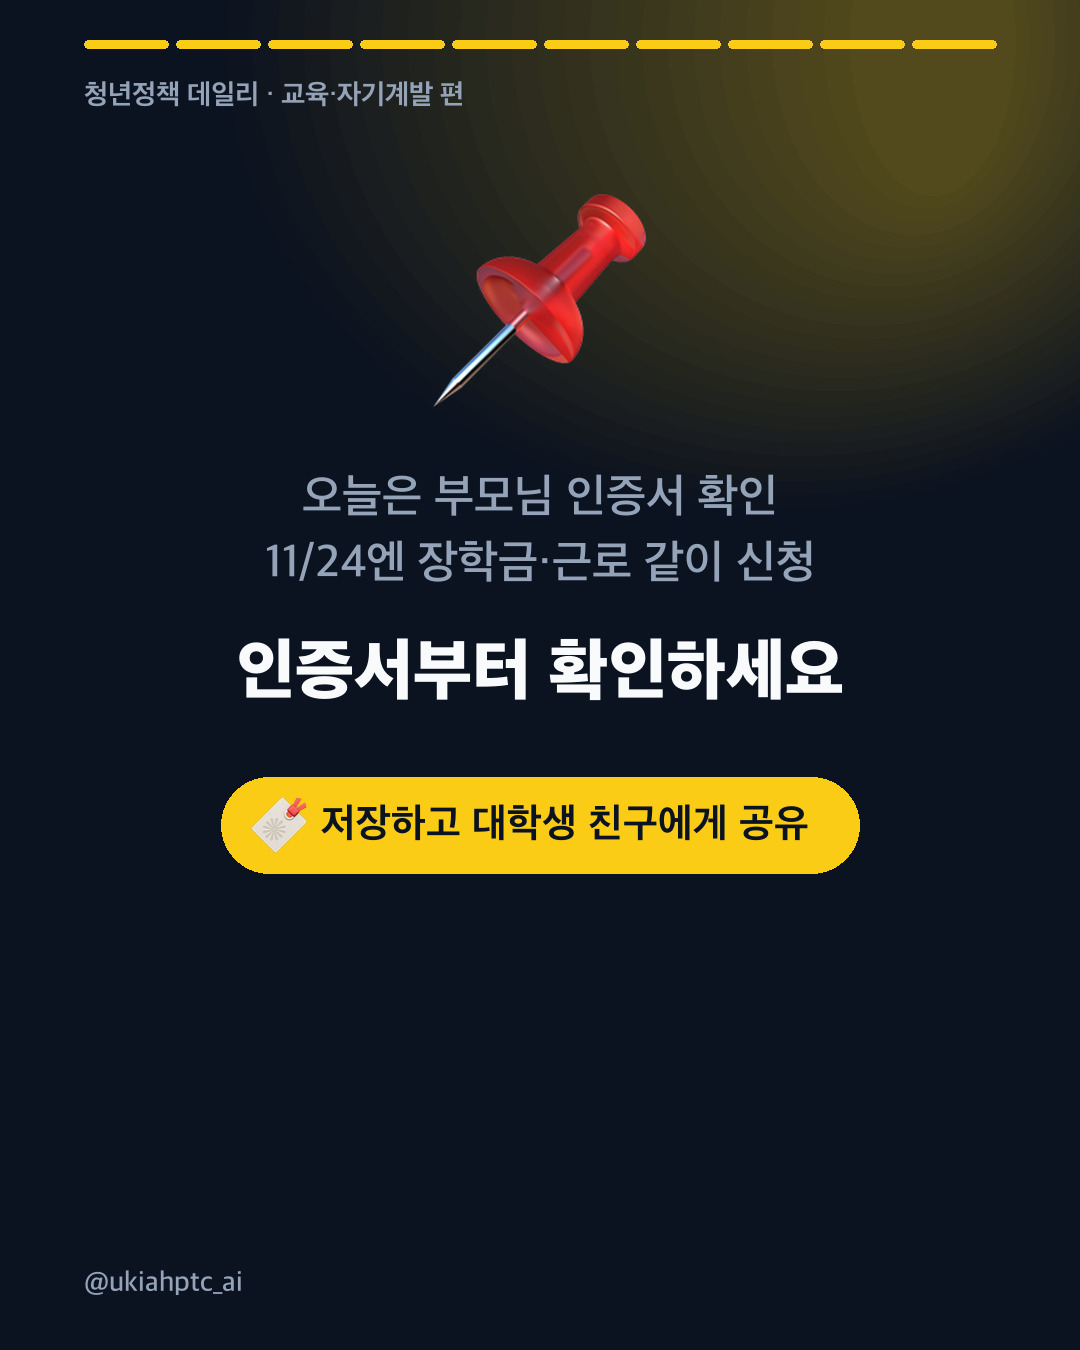 청년정책 데일리 · 교육·자기계발 편
오늘은 부모님 인증서 확인
11/24엔 장학금·근로 같이 신청
인증서부터 확인하세요
저장하고 대학생 친구에게 공유
@ukiahptc_ai